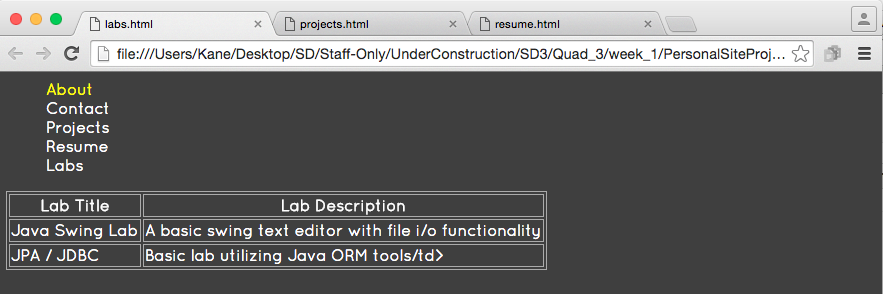 labs.html × projects.html × resume.html ×
file:///Users/Kane/Desktop/SD/Staff-Only/UnderConstruction/SD3/Quad_3/week_1/PersonalSiteProj...
About
Contact
Projects
Resume
Labs
Lab Title Lab Description
Java Swing Lab A basic swing text editor with file i/o functionality
JPA / JDBC Basic lab utilizing Java ORM tools/td>